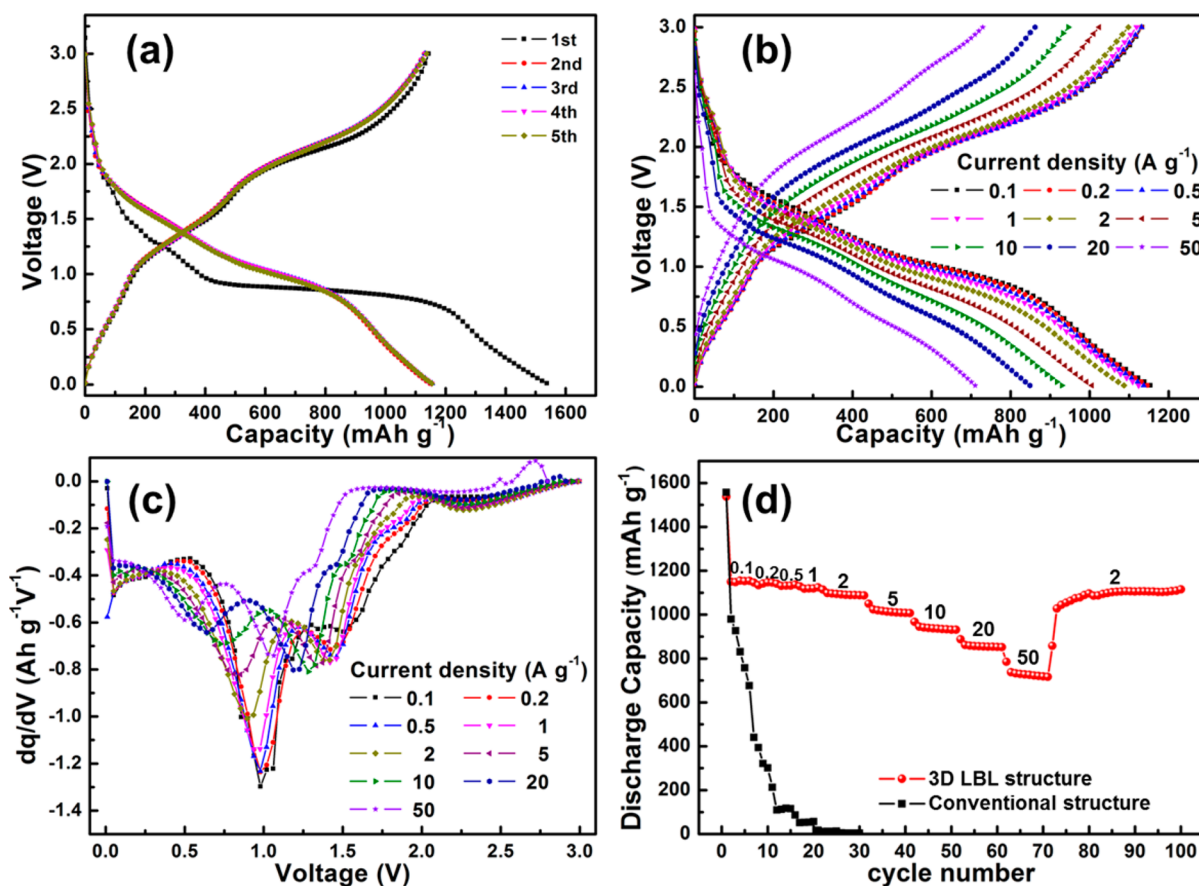 (a)
1st
2nd
3rd
4th
5th
3.0
2.5
2.0
1.5
1.0
0.5
0.0
Voltage (V)
0 200 400 600 800 1000 1200 1400 1600
Capacity (mAh g⁻¹)
(b)
Current density (A g⁻¹)
0.1 0.2 0.5
1 2 5
10 20 50
3.0
2.5
2.0
1.5
1.0
0.5
0.0
Voltage (V)
0 200 400 600 800 1000 1200
Capacity (mAh g⁻¹)
(c)
0.0
-0.2
-0.4
-0.6
-0.8
-1.0
-1.2
-1.4
dq/dV (Ah g⁻¹V⁻¹)
Current density (A g⁻¹)
0.1 0.2
0.5 1
2 5
10 20
50
0.0 0.5 1.0 1.5 2.0 2.5 3.0
Voltage (V)
(d)
1600
1400
1200
1000
800
600
400
200
0
Discharge Capacity (mAh g⁻¹)
0.1 0.2 0.5 1 2
5
10
20
50
2
3D LBL structure
Conventional structure
0 10 20 30 40 50 60 70 80 90 100
cycle number